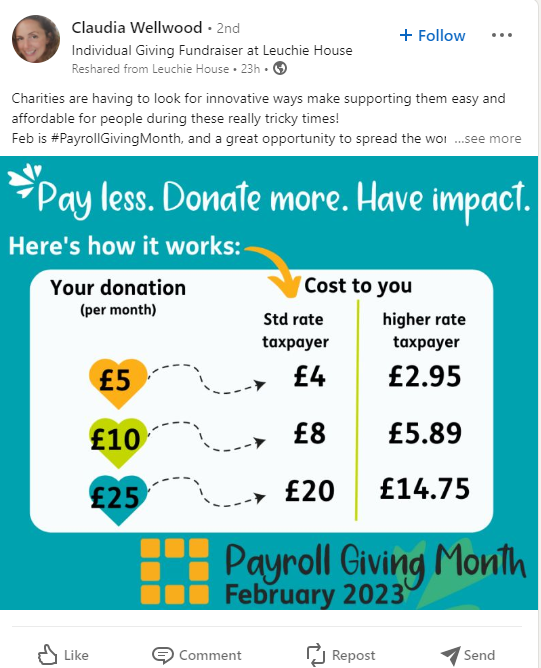 Claudia Wellwood • 2nd
+ Follow
Individual Giving Fundraiser at Leuchie House
Reshared from Leuchie House • 23h •
Charities are having to look for innovative ways make supporting them easy and
affordable for people during these really tricky times!
Feb is #PayrollGivingMonth, and a great opportunity to spread the wor ...see more
Pay less. Donate more. Have impact.
Here's how it works:
Your donation
(per month)
Cost to you
Std rate
taxpayer
higher rate
taxpayer
£5 £4 £2.95
£10 £8 £5.89
£25 £20 £14.75
Payroll Giving Month
February 2023
Like Comment Repost Send